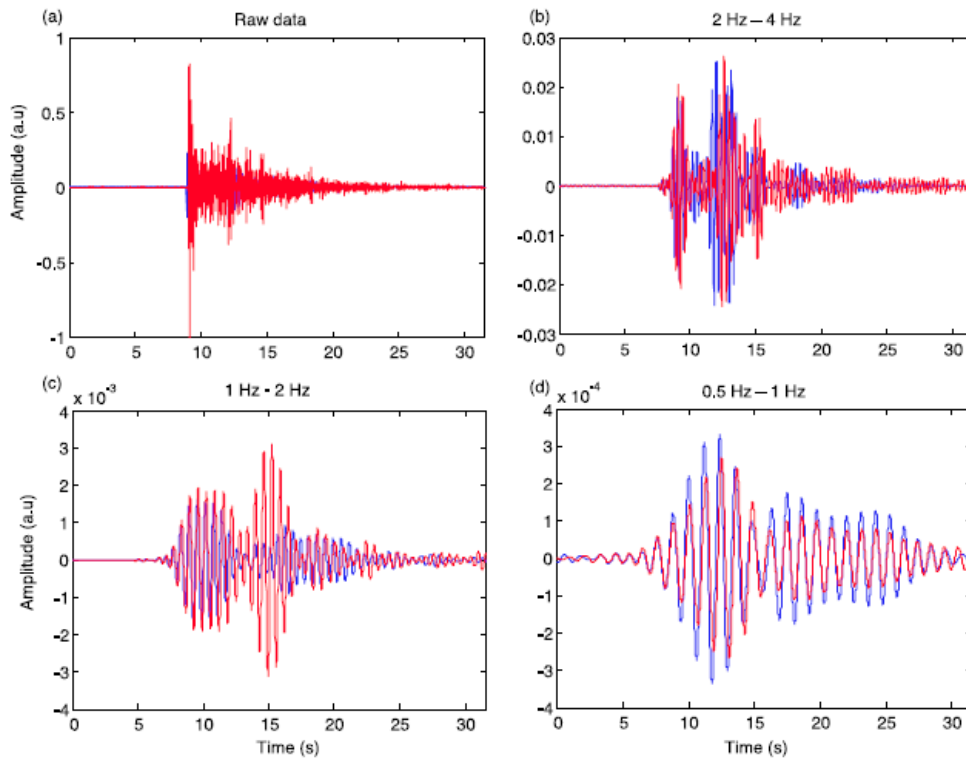 (a)
Raw data
1
0.5
0
-0.5
-1
Amplitude (a.u)
0 5 10 15 20 25 30
(b)
2 Hz – 4 Hz
0.03
0.02
0.01
0
-0.01
-0.02
-0.03
0 5 10 15 20 25 30
(c)
x 10⁻³
1 Hz - 2 Hz
4
3
2
1
0
-1
-2
-3
-4
Amplitude (a.u)
0 5 10 15 20 25 30
Time (s)
(d)
x 10⁻⁴
0.5 Hz – 1 Hz
4
3
2
1
0
-1
-2
-3
-4
0 5 10 15 20 25 30
Time (s)